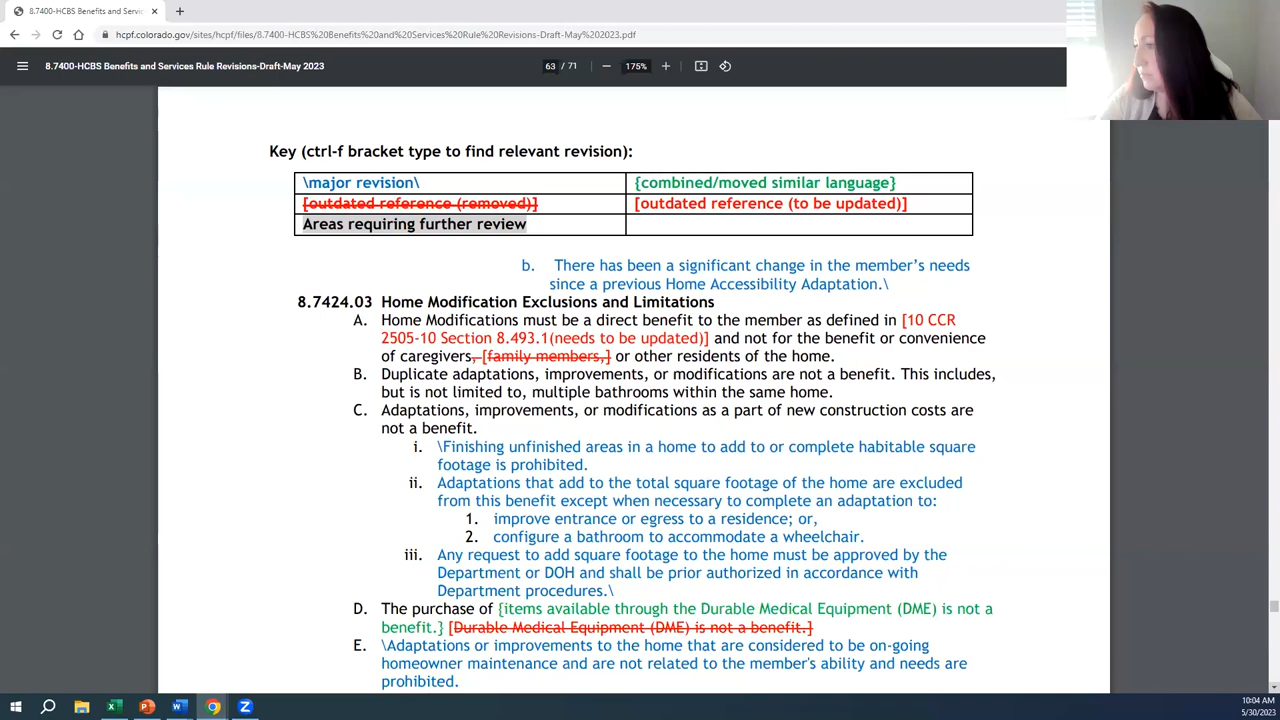 8.7400-HCBS Benefits and Servic
hcpf.colorado.gov/sites/hcpf/files/8.7400-HCBS%20Benefits%20and%20Services%20Rule%20Revisions-Draft-May%202023.pdf
8.7400-HCBS Benefits and Services Rule Revisions-Draft-May 2023
63 / 71
175%
Key (ctrl-f bracket type to find relevant revision):
\major revision\ {combined/moved similar language}
[outdated reference (removed)] [outdated reference (to be updated)]
Areas requiring further review
b. There has been a significant change in the member’s needs
since a previous Home Accessibility Adaptation.\
8.7424.03 Home Modification Exclusions and Limitations
A. Home Modifications must be a direct benefit to the member as defined in [10 CCR
2505-10 Section 8.493.1(needs to be updated)] and not for the benefit or convenience
of caregivers, [family members,] or other residents of the home.
B. Duplicate adaptations, improvements, or modifications are not a benefit. This includes,
but is not limited to, multiple bathrooms within the same home.
C. Adaptations, improvements, or modifications as a part of new construction costs are
not a benefit.
i. \Finishing unfinished areas in a home to add to or complete habitable square
footage is prohibited.
ii. Adaptations that add to the total square footage of the home are excluded
from this benefit except when necessary to complete an adaptation to:
1. improve entrance or egress to a residence; or,
2. configure a bathroom to accommodate a wheelchair.
iii. Any request to add square footage to the home must be approved by the
Department or DOH and shall be prior authorized in accordance with
Department procedures.\
D. The purchase of {items available through the Durable Medical Equipment (DME) is not a
benefit.} [Durable Medical Equipment (DME) is not a benefit.]
E. \Adaptations or improvements to the home that are considered to be on-going
homeowner maintenance and are not related to the member's ability and needs are
prohibited.
10:04 AM
5/30/2023